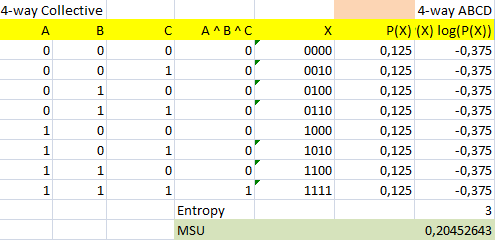 4-way Collective 4-way ABCD
A B C A ^ B ^ C X P(X) (X) log(P(X))
0 0 0 0 0000 0,125 -0,375
0 0 1 0 0010 0,125 -0,375
0 1 0 0 0100 0,125 -0,375
0 1 1 0 0110 0,125 -0,375
1 0 0 0 1000 0,125 -0,375
1 0 1 0 1010 0,125 -0,375
1 1 0 0 1100 0,125 -0,375
1 1 1 1 1111 0,125 -0,375
Entropy 3
MSU 0,20452643